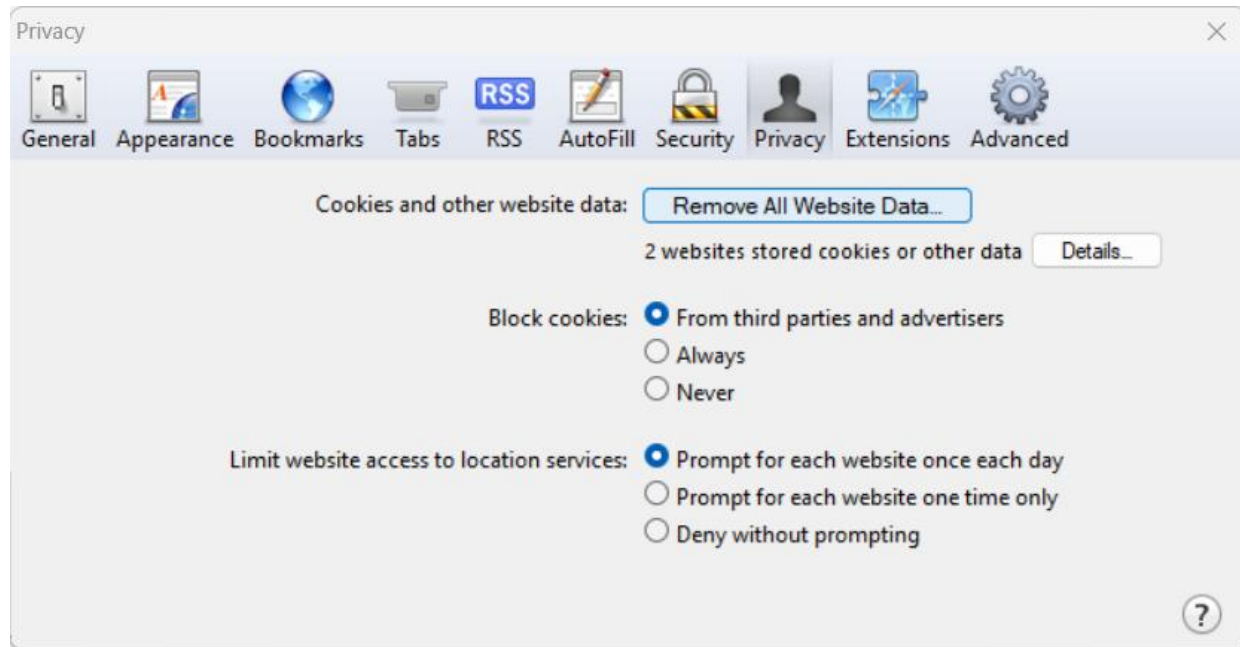 Privacy
RSS
General Appearance Bookmarks Tabs RSS AutoFill Security Privacy Extensions Advanced
Cookies and other website data: Remove All Website Data...
2 websites stored cookies or other data Details...
Block cookies: From third parties and advertisers
Always
Never
Limit website access to location services: Prompt for each website once each day
Prompt for each website one time only
Deny without prompting
?